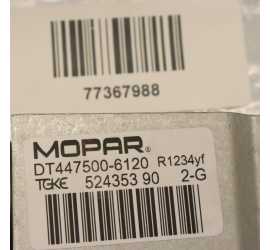 77367988
MOPAR®
DT447500-6120 R1234yf
TGKE 524353 90 2-G